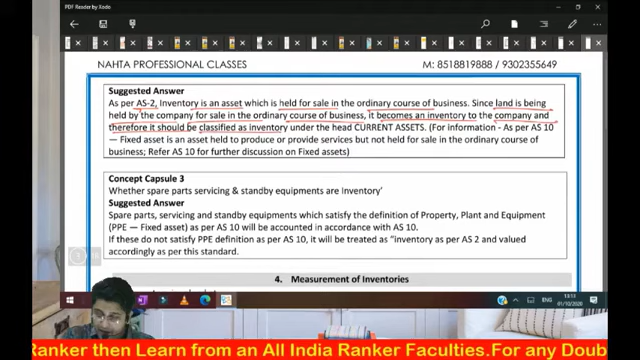 PDF Reader by Xodo
NAHTA PROFESSIONAL CLASSES M: 8518819888 / 9302355649
Suggested Answer
As per AS-2, Inventory is an asset which is held for sale in the ordinary course of business. Since land is being
held by the company for sale in the ordinary course of business, it becomes an inventory to the company and
therefore it should be classified as inventory under the head CURRENT ASSETS. (For information - As per AS 10
— Fixed asset is an asset held to produce or provide services but not held for sale in the ordinary course of
business; Refer AS 10 for further discussion on Fixed assets)
Concept Capsule 3
Whether spare parts servicing & standby equipments are Inventory'
Suggested Answer
Spare parts, servicing and standby equipments which satisfy the definition of Property, Plant and Equipment
(PPE — Fixed asset) as per AS 10 will be accounted in accordance with AS 10.
If these do not satisfy PPE definition as per AS 10, it will be treated as "inventory as per AS 2 and valued
accordingly as per this standard.
4. Measurement of Inventories
ENG
13:13
01/10/2020
Ranker then Learn from an All India Ranker Faculties.For any Doub